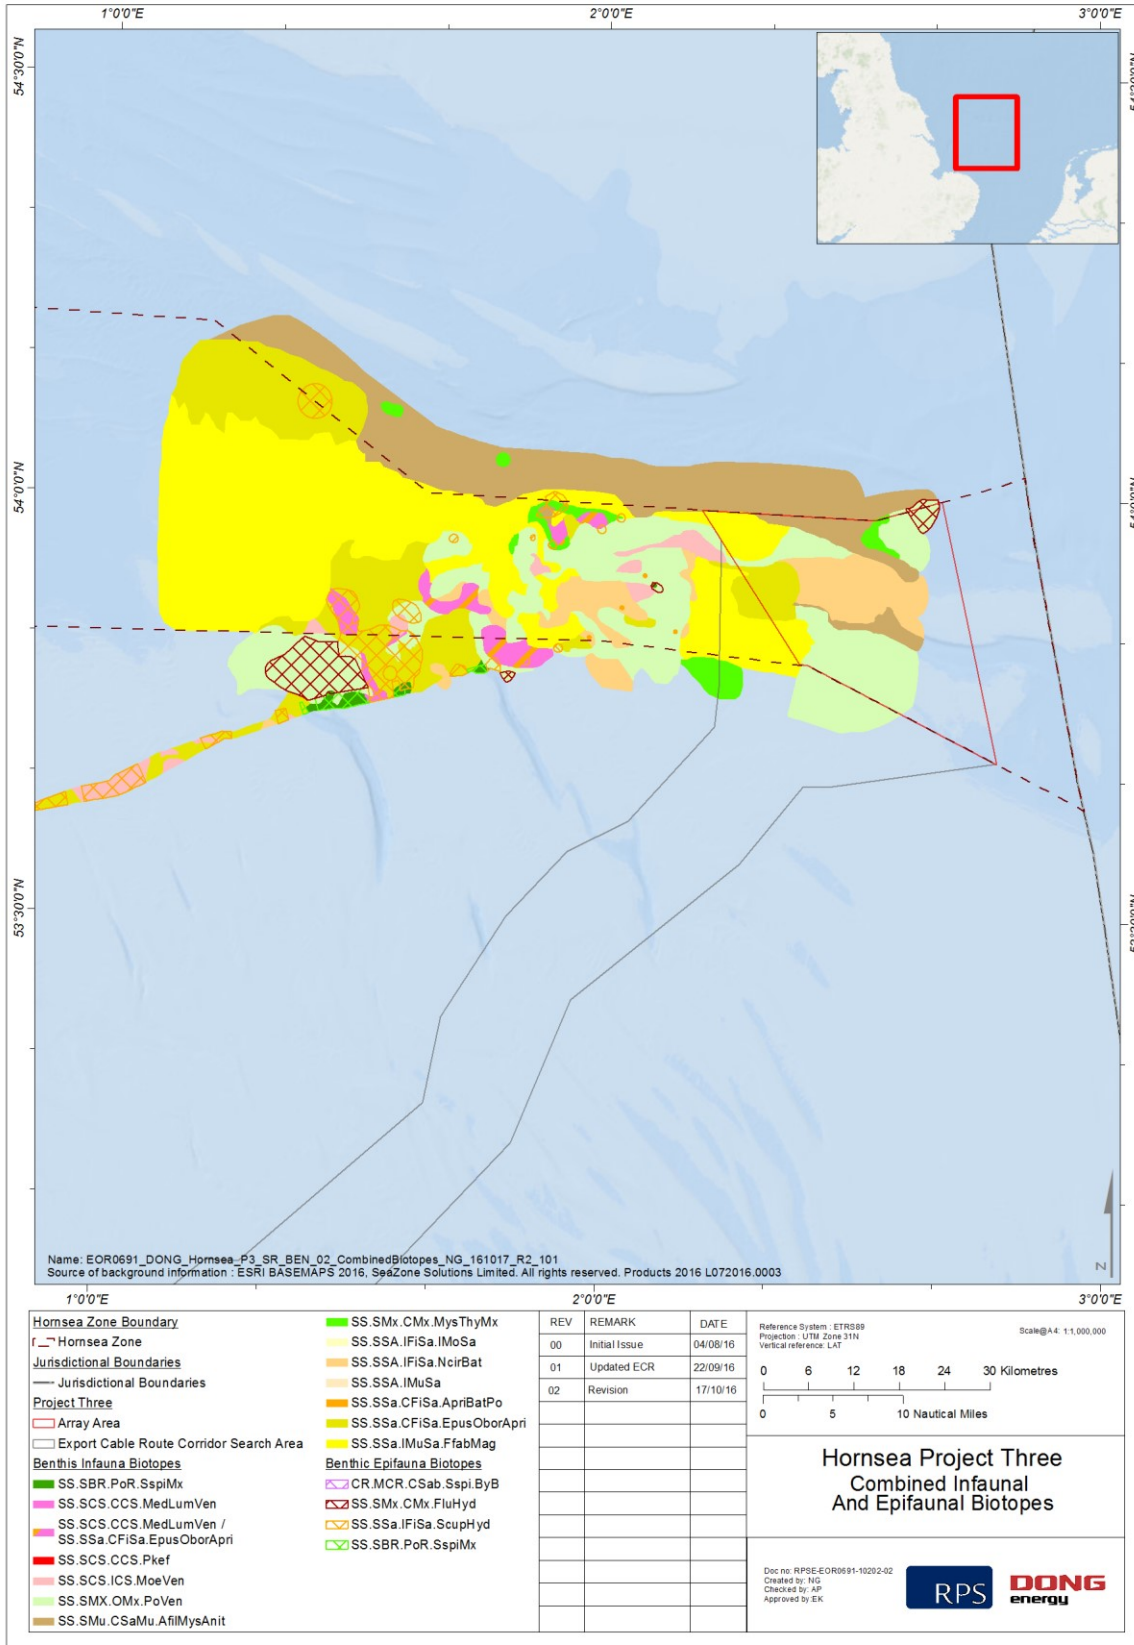 1°0'0"E
2°0'0"E
3°0'0"E
54°30'0"N
54°0'0"N
53°30'0"N
Name: EOR0691_DONG_Hornsea_P3_SR_BEN_02_CombinedBiotopes_NG_161017_R2_101
Source of background information : ESRI BASEMAPS 2016, SeaZone Solutions Limited. All rights reserved. Products 2016 L072016.0003
Z
1°0'0"E
2°0'0"E
3°0'0"E
Hornsea Zone Boundary
Hornsea Zone
Jurisdictional Boundaries
Jurisdictional Boundaries
Project Three
Array Area
Export Cable Route Corridor Search Area
Benthis Infauna Biotopes
SS.SBR.PoR.SspiMx
SS.SCS.CCS.MedLumVen
SS.SCS.CCS.MedLumVen /
SS.SSa.CFiSa.EpusOborApri
SS.SCS.CCS.Pkef
SS.SCS.ICS.MoeVen
SS.SMX.OMx.PoVen
SS.SMu.CSaMu.AfilMysAnit
SS.SMx.CMx.MysThyMx
SS.SSA.IFiSa.IMoSa
SS.SSA.IFiSa.NcirBat
SS.SSA.IMuSa
SS.SSa.CFiSa.ApriBatPo
SS.SSa.CFiSa.EpusOborApri
SS.SSa.IMuSa.FfabMag
Benthic Epifauna Biotopes
CR.MCR.CSab.Sspi.ByB
SS.SMx.CMx.FluHyd
SS.SSa.IFiSa.ScupHyd
SS.SBR.PoR.SspiMx
REV REMARK DATE
00 Initial Issue 04/08/16
01 Updated ECR 22/09/16
02 Revision 17/10/16
Reference System : ETRS89
Projection : UTM Zone 31N
Vertical reference: LAT
Scale@A4: 1:1,000,000
0 6 12 18 24 30 Kilometres
0 5 10 Nautical Miles
Hornsea Project Three
Combined Infaunal
And Epifaunal Biotopes
Doc no: RPSE-EOR0691-10202-02
Created by: NG
Checked by: AP
Approved by:EK
RPS
DONG
energy